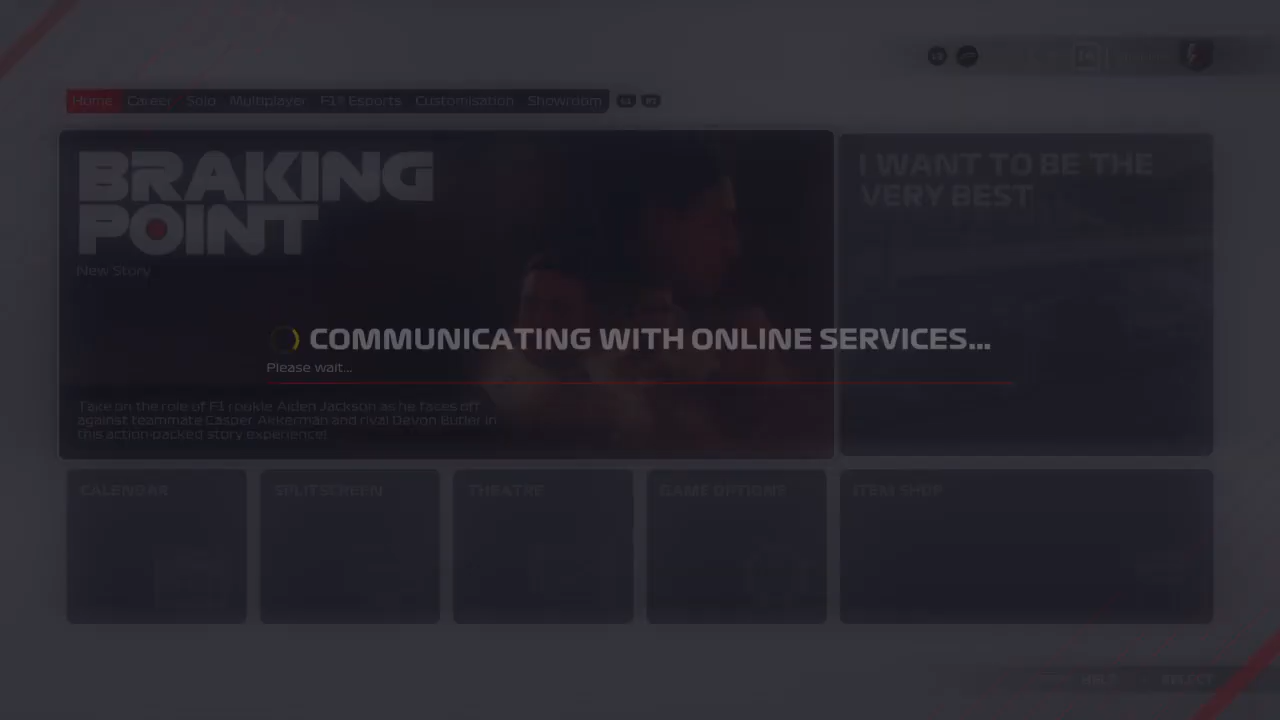 Home Career Solo Multiplayer F1® Esports Customisation Showroom
BRAKING
POINT
New Story
I WANT TO BE THE
VERY BEST
COMMUNICATING WITH ONLINE SERVICES...
Please wait...
Take on the role of F1 rookie Aiden Jackson as he faces off
against teammate Casper Akkerman and rival Devon Butler in
this action-packed story experience!
CALENDAR
SPLITSCREEN
THEATRE
GAME OPTIONS
ITEM SHOP
HELP
SELECT